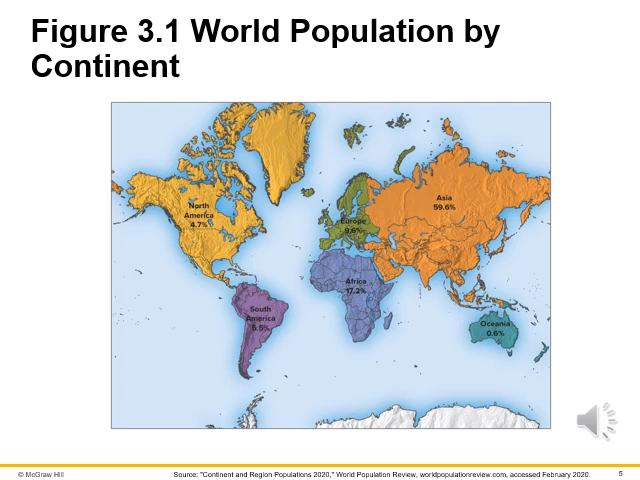 Figure 3.1 World Population by
Continent
North
America
4.7%
Europe
9.6%
Asia
59.6%
Africa
17.2%
South
America
5.5%
Oceania
0.6%
© McGraw Hill
Source: "Continent and Region Populations 2020," World Population Review, worldpopulationreview.com, accessed February 2020.
5